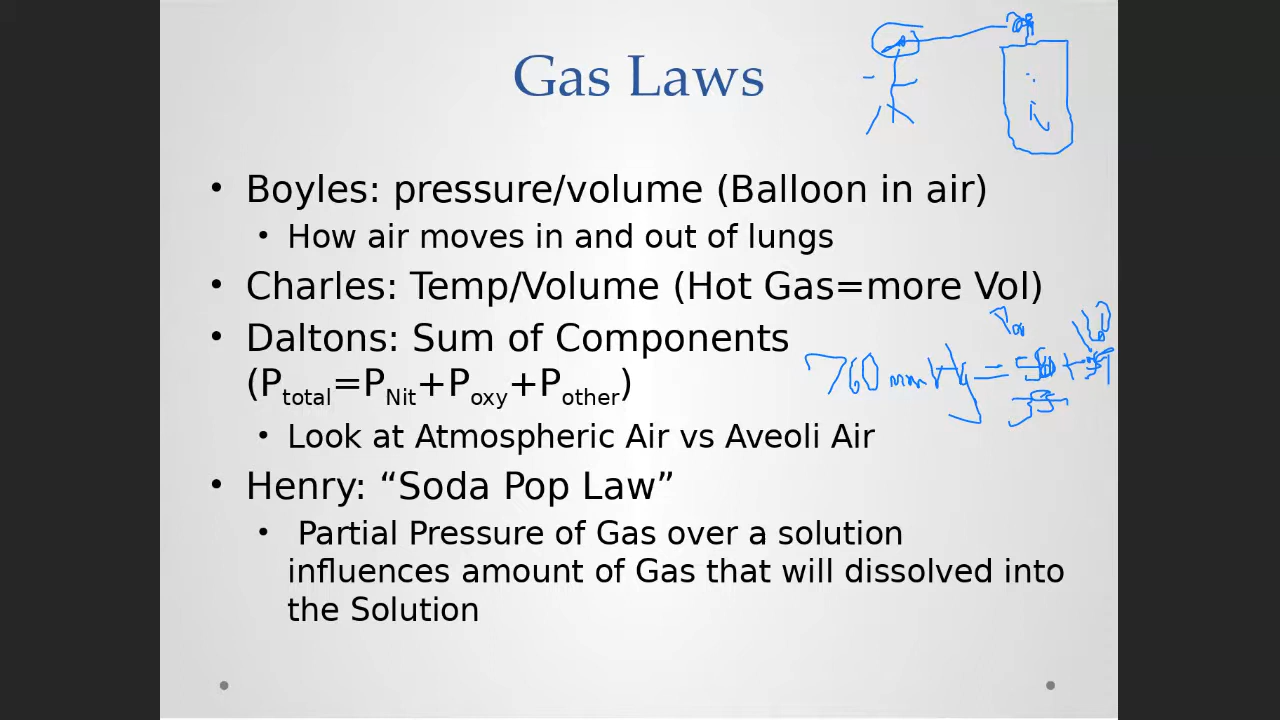 Gas Laws
• Boyles: pressure/volume (Balloon in air)
• How air moves in and out of lungs
• Charles: Temp/Volume (Hot Gas=more Vol)
• Daltons: Sum of Components
(Ptotal=PNit+Poxy+Pother)
760 mmHg =
• Look at Atmospheric Air vs Aveoli Air
• Henry: “Soda Pop Law”
• Partial Pressure of Gas over a solution
influences amount of Gas that will dissolved into
the Solution